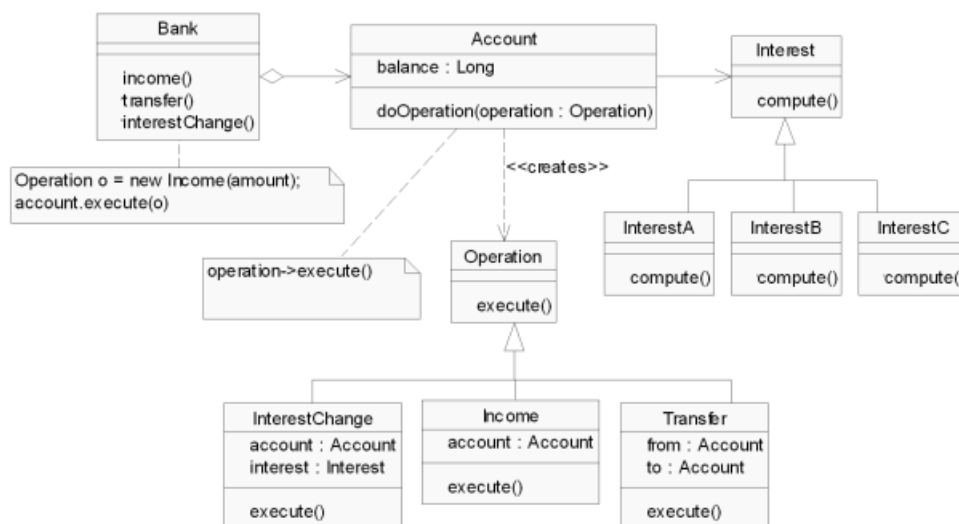 Bank
income()
transfer()
interestChange()
Account
balance : Long
doOperation(operation : Operation)
Interest
compute()
Operation o = new Income(amount);
account.execute(o)
<<creates>>
operation->execute()
Operation
execute()
InterestA
compute()
InterestB
compute()
InterestC
compute()
InterestChange
account : Account
interest : Interest
execute()
Income
account : Account
execute()
Transfer
from : Account
to : Account
execute()